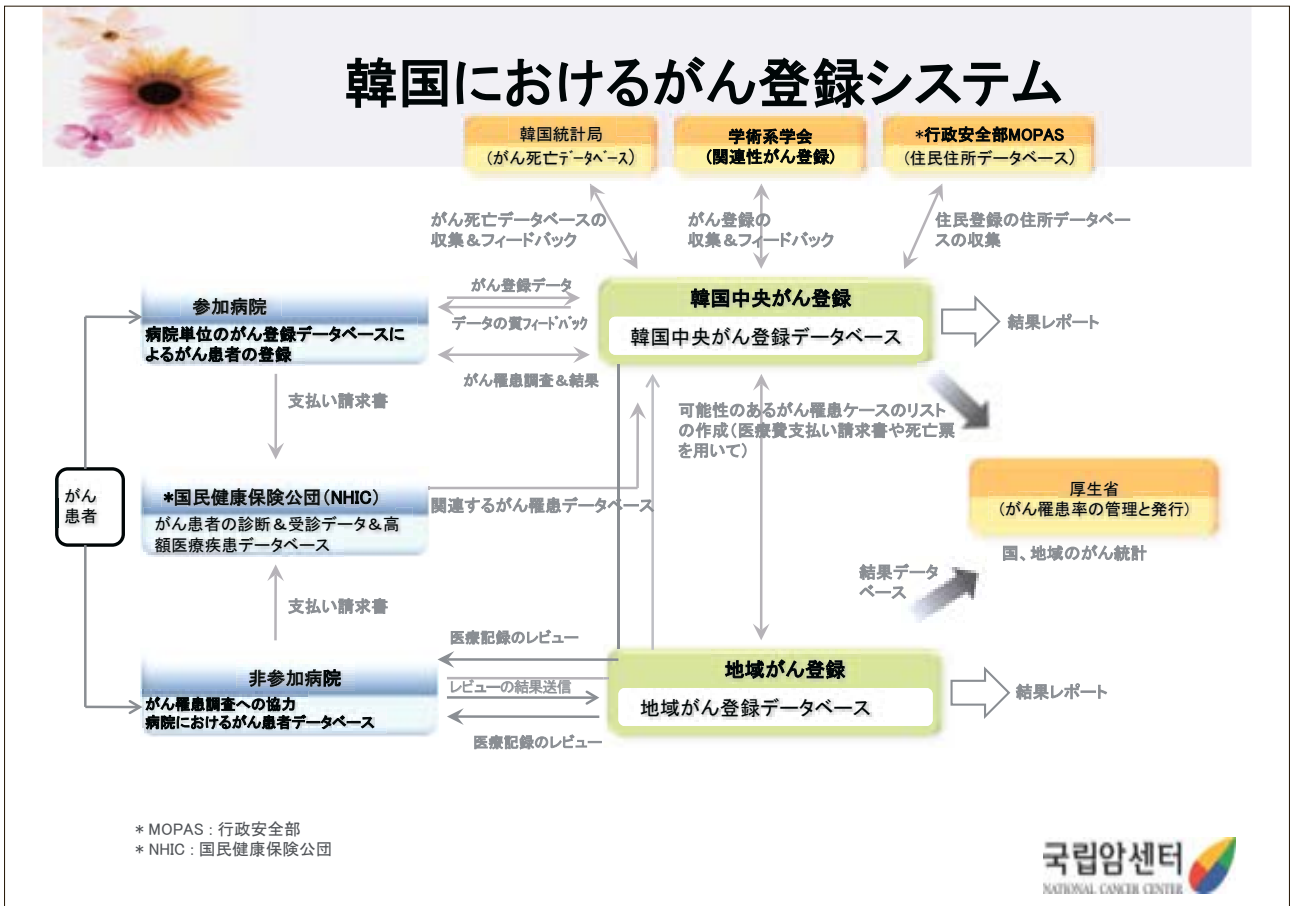 韓国におけるがん登録システム
韓国統計局
(がん死亡データベース)
学術系学会
(関連性がん登録)
*行政安全部MOPAS
(住民住所データベース)
がん死亡データベースの
収集&フィードバック
がん登録の
収集&フィードバック
住民登録の住所データベー
スの収集
参加病院
病院単位のがん登録データベースに
よるがん患者の登録
がん登録データ
データの質フィードバック
がん罹患調査&結果
韓国中央がん登録
韓国中央がん登録データベース
結果レポート
支払い請求書
可能性のあるがん罹患ケースのリスト
の作成(医療費支払い請求書や死亡票
を用いて)
がん
患者
*国民健康保険公団(NHIC)
がん患者の診断&受診データ&高
額医療疾患データベース
関連するがん罹患データベース
厚生省
(がん罹患率の管理と発行)
国、地域のがん統計
結果データ
ベース
支払い請求書
医療記録のレビュー
非参加病院
がん罹患調査への協力
病院におけるがん患者データベース
レビューの結果送信
医療記録のレビュー
地域がん登録
地域がん登録データベース
結果レポート
* MOPAS : 行政安全部
* NHIC : 国民健康保険公団
국립암센터
NATIONAL CANCER CENTER